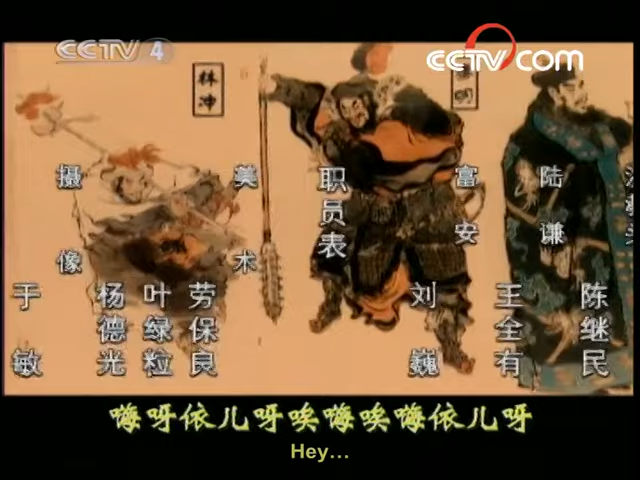 CCTV 4
CCTV.com
林冲
陆谦
陈继民
富安
王全有
刘巍
职员表
美术
劳保良
叶绿粒
摄像
杨德光
于敏
嗨呀依儿呀唉嗨唉嗨依儿呀
Hey...